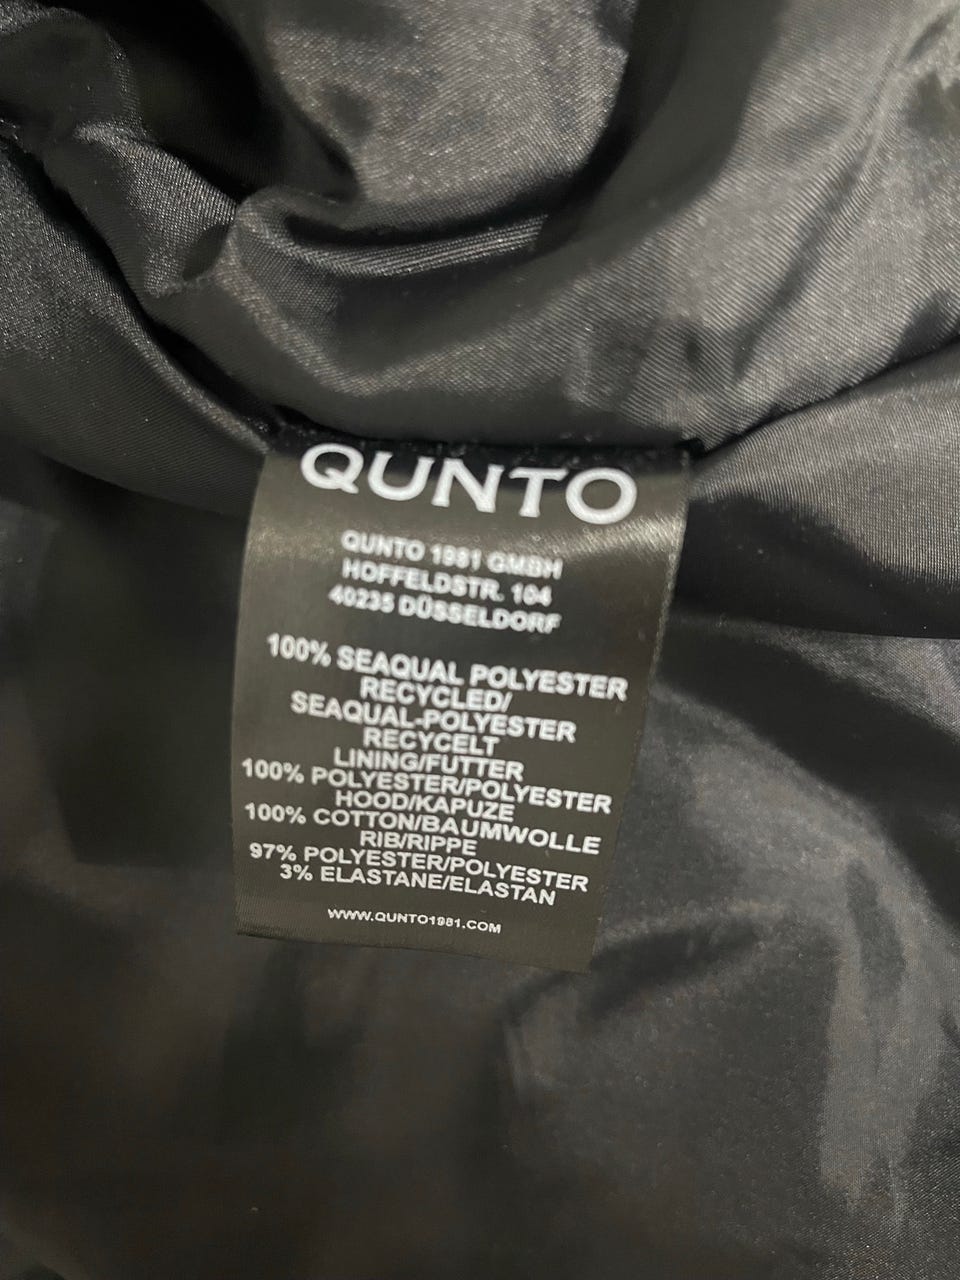 QUNTO
QUNTO 1981 GMBH
HOFFELDSTR. 104
40235 DÜSSELDORF
100% SEAQUAL POLYESTER
RECYCLED/
SEAQUAL-POLYESTER
RECYCELT
LINING/FUTTER
100% POLYESTER/POLYESTER
HOOD/KAPUZE
100% COTTON/BAUMWOLLE
RIB/RIPPE
97% POLYESTER/POLYESTER
3% ELASTANE/ELASTAN
WWW.QUNTO1981.COM